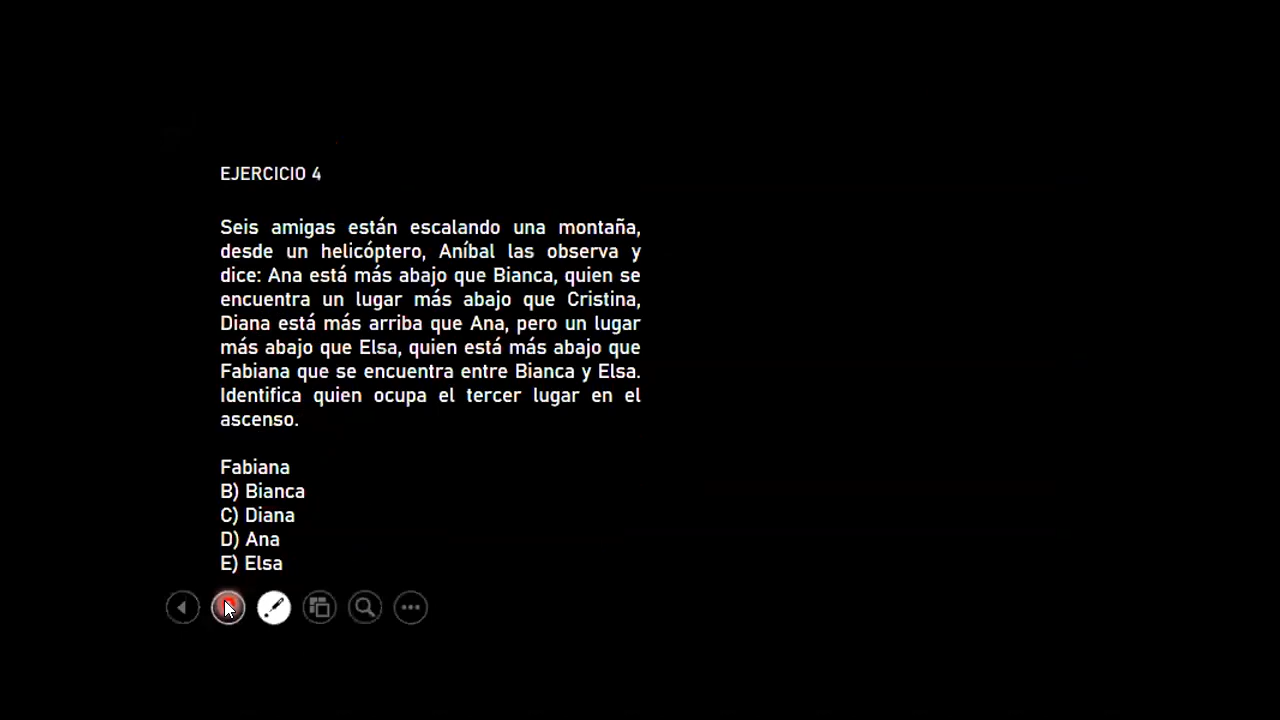 EJERCICIO 4
Seis amigas están escalando una montaña,
desde un helicóptero, Aníbal las observa y
dice: Ana está más abajo que Bianca, quien se
encuentra un lugar más abajo que Cristina,
Diana está más arriba que Ana, pero un lugar
más abajo que Elsa, quien está más abajo que
Fabiana que se encuentra entre Bianca y Elsa.
Identifica quien ocupa el tercer lugar en el
ascenso.
Fabiana
B) Bianca
C) Diana
D) Ana
E) Elsa